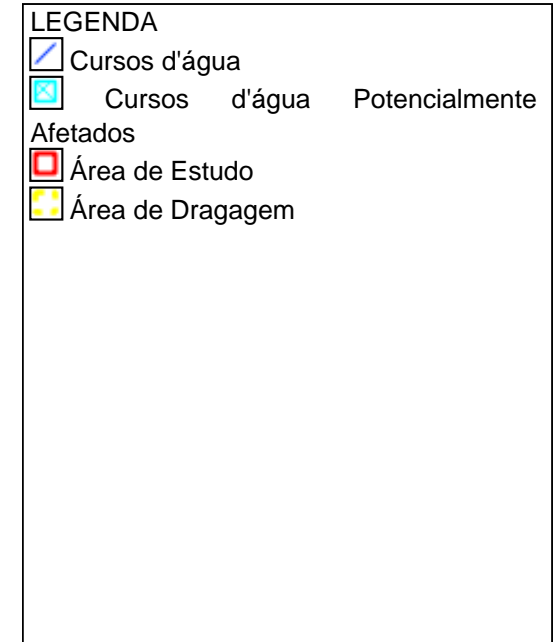 LEGENDA
Cursos d'água
Cursos d'água Potencialmente
Afetados
Área de Estudo
Área de Dragagem